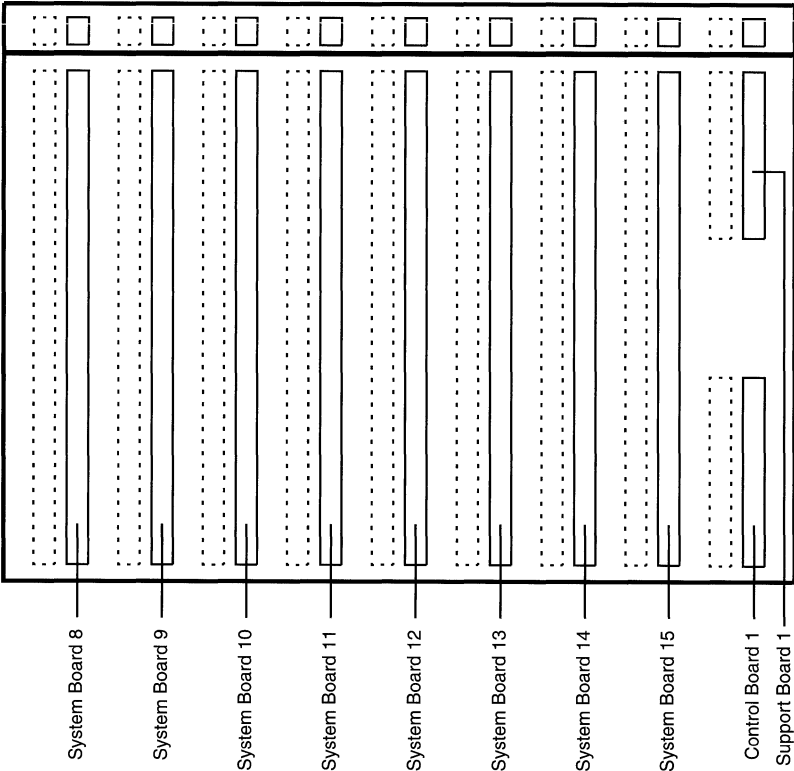 System Board 8
System Board 9
System Board 10
System Board 11
System Board 12
System Board 13
System Board 14
System Board 15
Control Board 1
Support Board 1